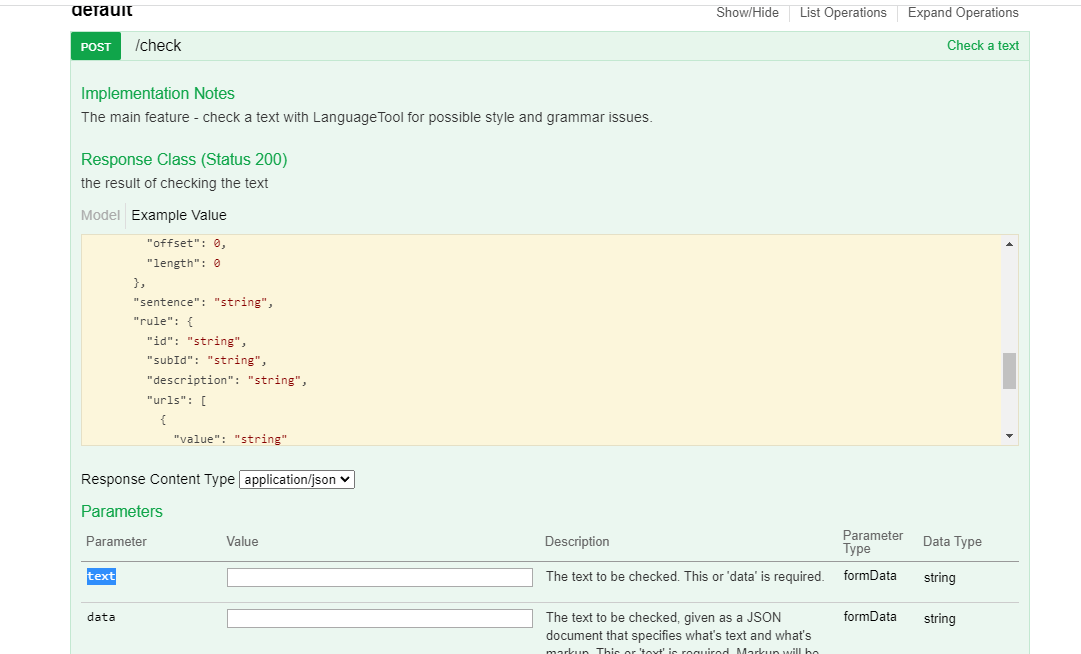 default
Show/Hide List Operations Expand Operations
POST /check Check a text
Implementation Notes
The main feature - check a text with LanguageTool for possible style and grammar issues.
Response Class (Status 200)
the result of checking the text
Model Example Value
"offset": 0,
"length": 0
},
"sentence": "string",
"rule": {
"id": "string",
"subId": "string",
"description": "string",
"urls": [
{
"value": "string"
Response Content Type application/json
Parameters
Parameter Value Description Parameter Type Data Type
text The text to be checked. This or 'data' is required. formData string
data The text to be checked, given as a JSON formData string
document that specifies what's text and what's
markup. This or 'text' is required. Markup will be